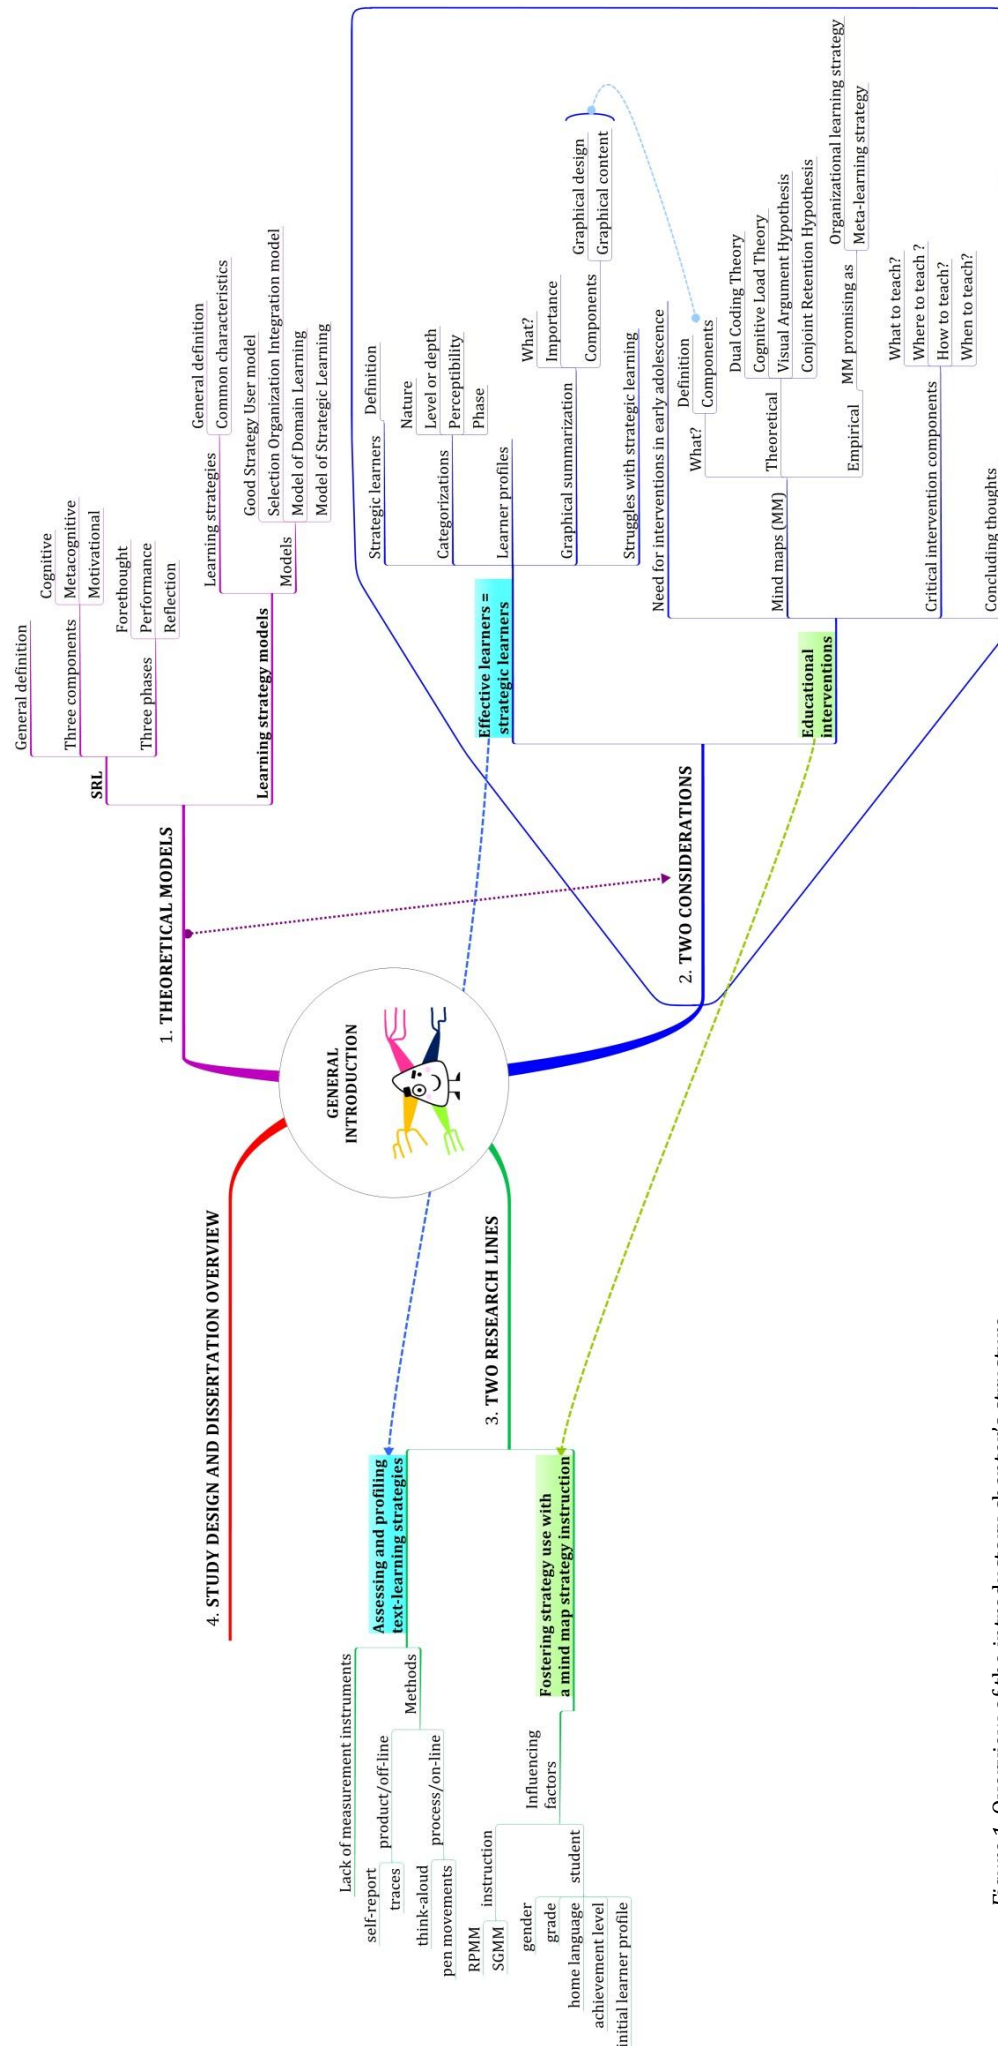 GENERAL
INTRODUCTION
1. THEORETICAL MODELS
SRL
General definition
Three components
Cognitive
Metacognitive
Motivational
Three phases
Forethought
Performance
Reflection
Learning strategy models
Learning strategies
General definition
Common characteristics
Models
Good Strategy User model
Selection Organization Integration model
Model of Domain Learning
Model of Strategic Learning
2. TWO CONSIDERATIONS
Effective learners =
strategic learners
Strategic learners
Definition
Categorizations
Nature
Level or depth
Perceptibility
Phase
Learner profiles
Graphical summarization
What?
Importance
Components
Graphical design
Graphical content
Struggles with strategic learning
Educational
interventions
Need for interventions in early adolescence
Mind maps (MM)
What?
Definition
Components
Theoretical
Dual Coding Theory
Cognitive Load Theory
Visual Argument Hypothesis
Conjoint Retention Hypothesis
Empirical
MM promising as
Organizational learning strategy
Meta-learning strategy
Critical intervention components
What to teach?
Where to teach ?
How to teach?
When to teach?
Concluding thoughts
3. TWO RESEARCH LINES
Assessing and profiling
text-learning strategies
Lack of measurement instruments
Methods
product/off-line
self-report
traces
process/on-line
think-aloud
pen movements
Fostering strategy use with
a mind map strategy instruction
Influencing
factors
instruction
RPMM
SGMM
student
gender
grade
home language
achievement level
initial learner profile
4. STUDY DESIGN AND DISSERTATION OVERVIEW
Figure 1. Overview of the introductory chapter's structure